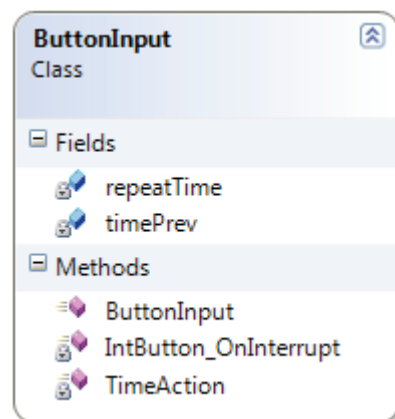 ButtonInput
Class
Fields
repeatTime
timePrev
Methods
ButtonInput
IntButton_OnInterrupt
TimeAction